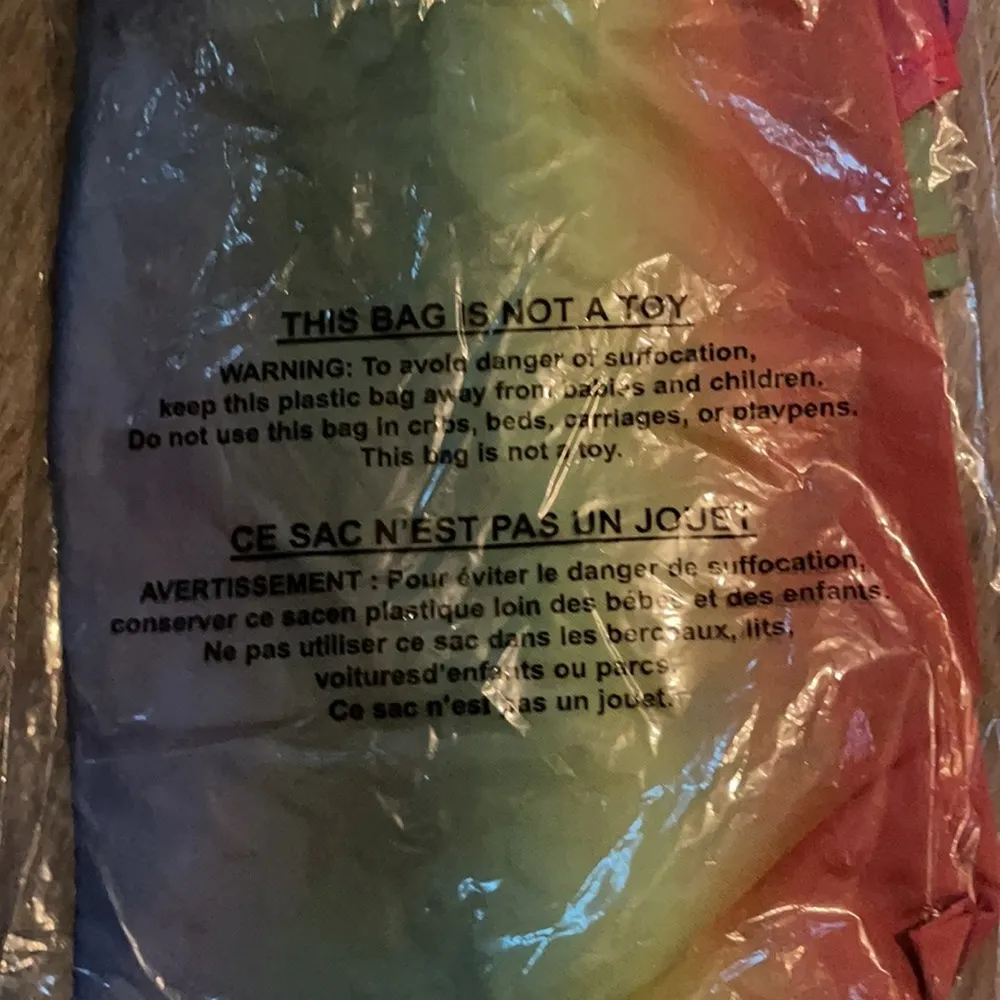 THIS BAG IS NOT A TOY
WARNING: To avoid danger of suffocation,
keep this plastic bag away from babies and children.
Do not use this bag in cribs, beds, carriages, or playpens.
This bag is not a toy.
CE SAC N'EST PAS UN JOUET
AVERTISSEMENT : Pour éviter le danger de suffocation,
conserver ce sacen plastique loin des bébes et des enfants.
Ne pas utiliser ce sac dans les berceaux, lits,
voituresd'enfants ou parcs.
Ce sac n'est pas un jouet.